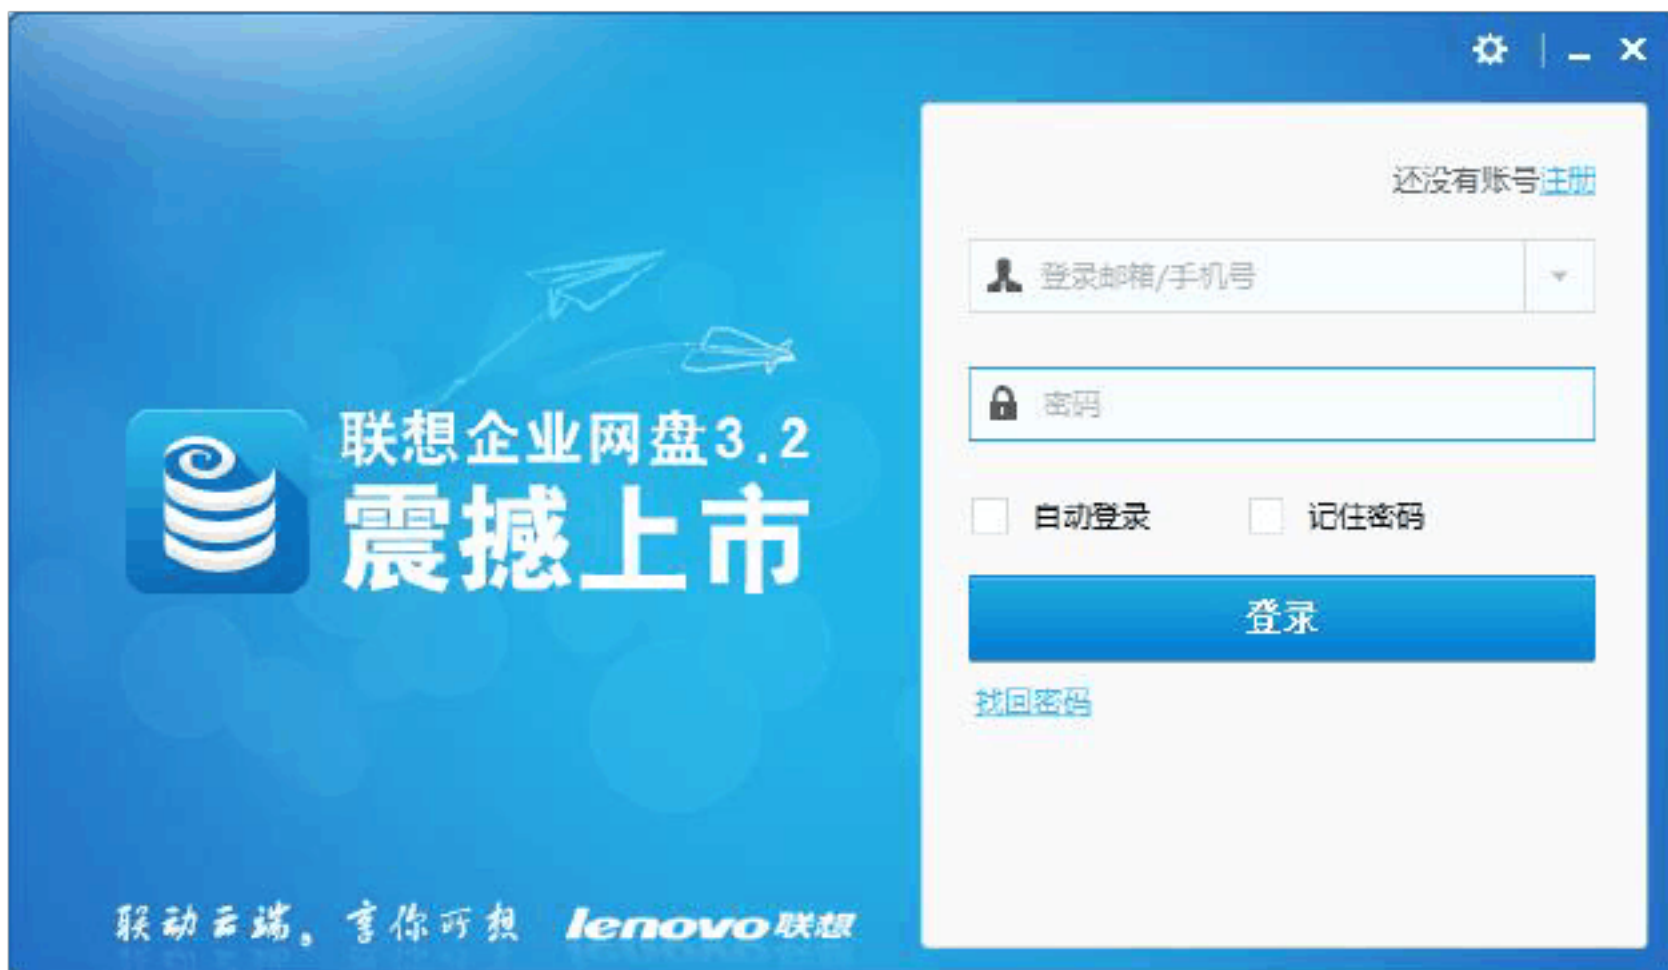 还没有账号注册
登录邮箱/手机号
密码
联想企业网盘3.2
震撼上市
自动登录 记住密码
登录
找回密码
联动云端。享你所想 lenovo联想